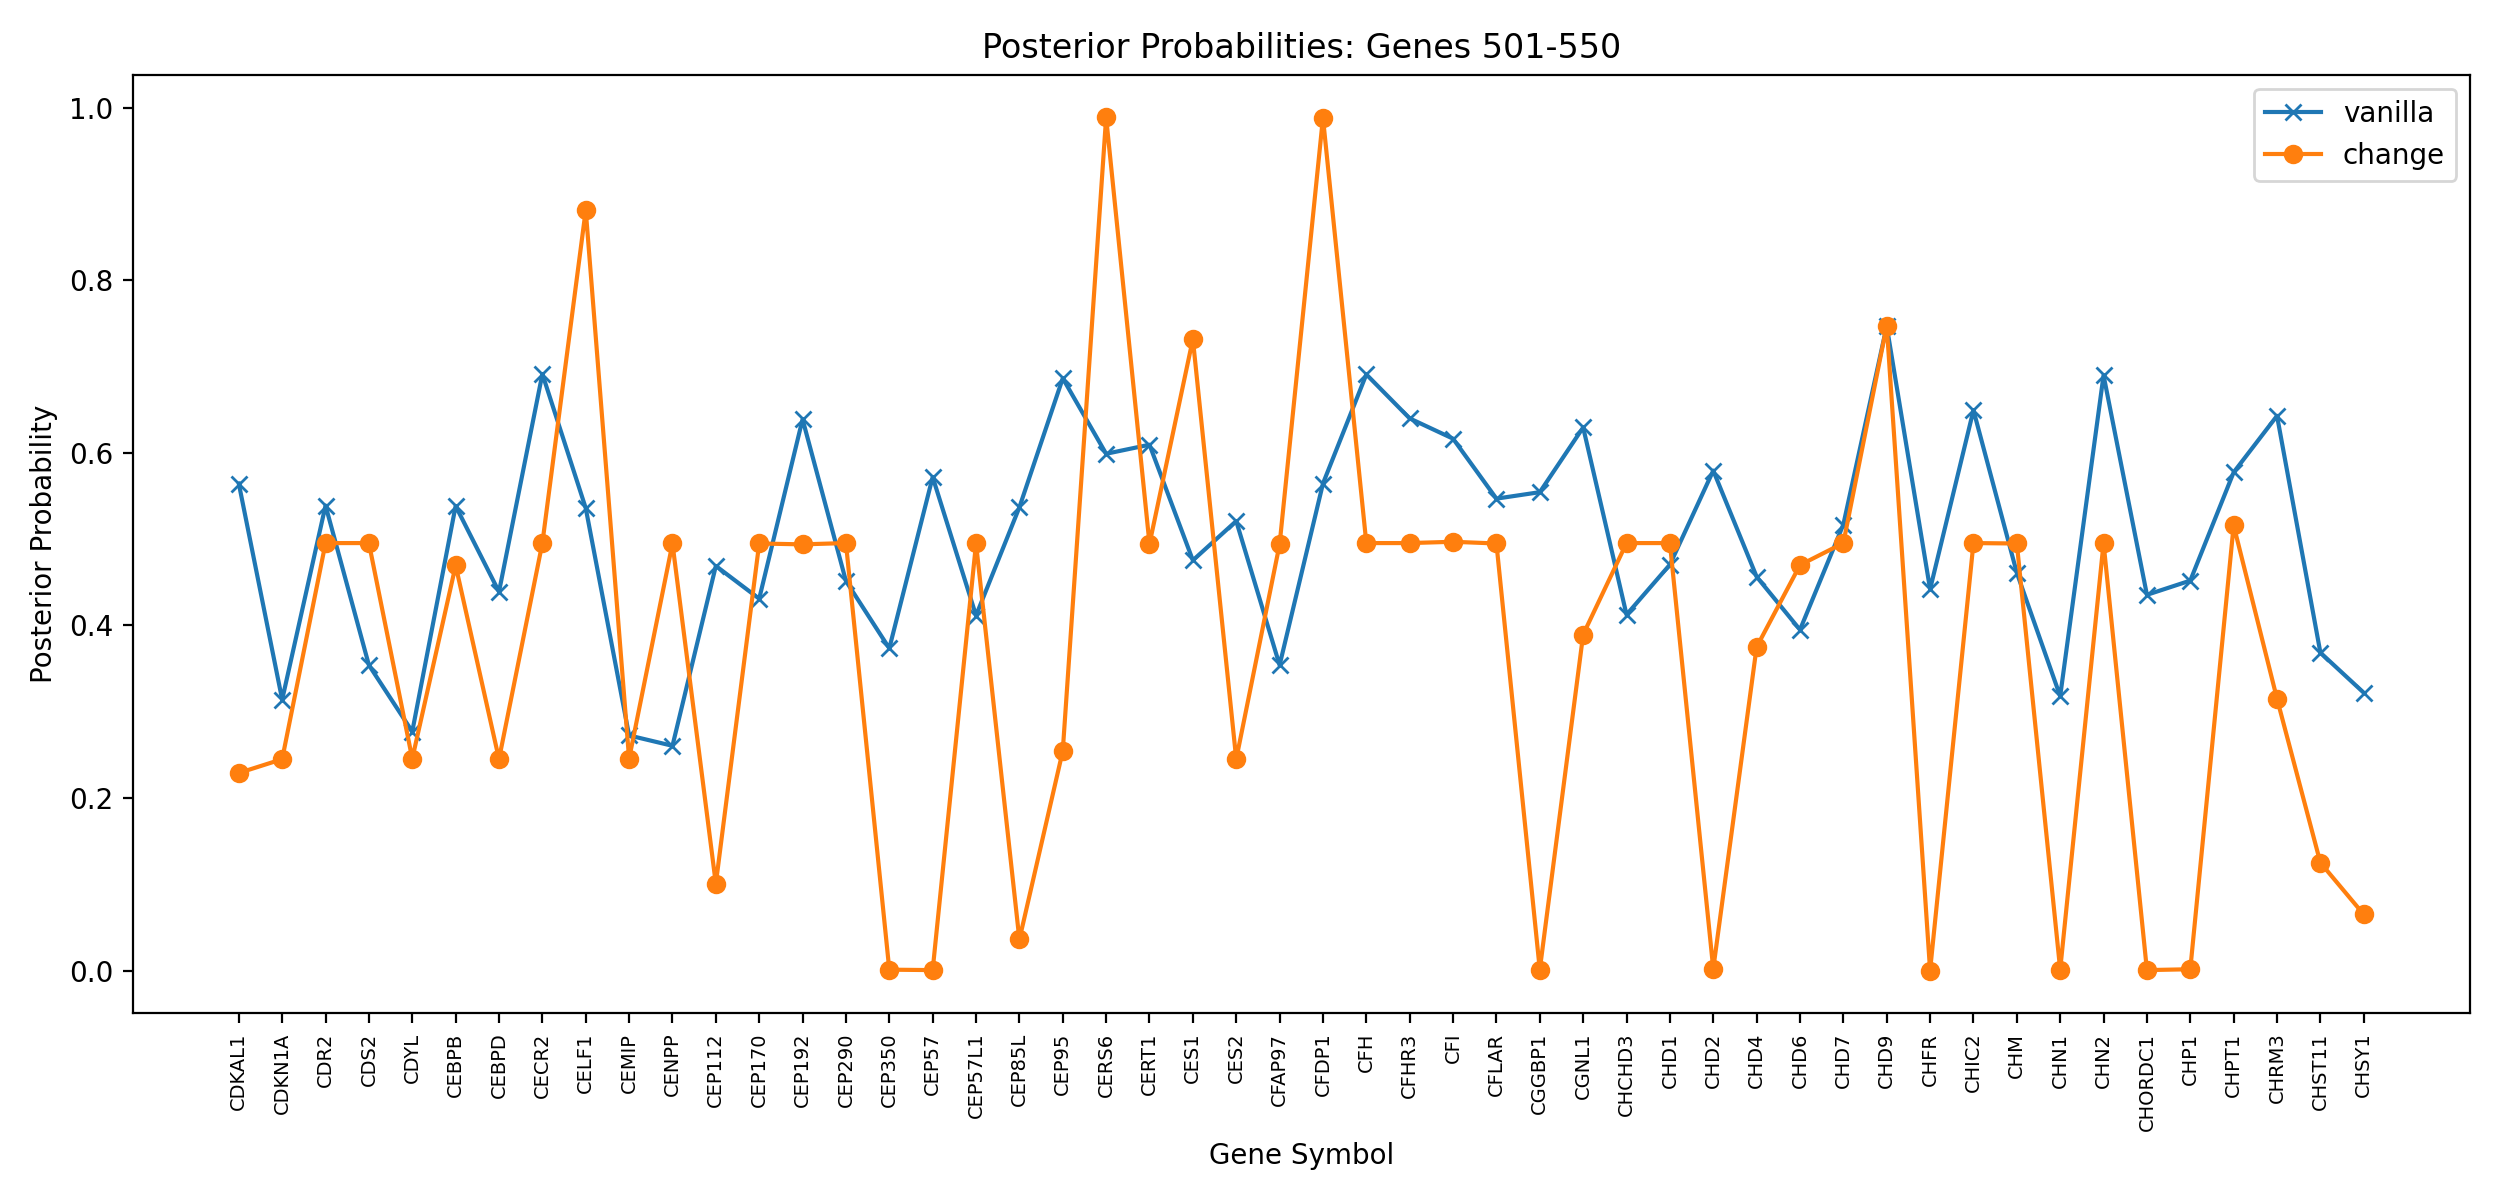 Posterior Probabilities: Genes 501-550
vanilla
change
Posterior Probability
1.0
0.8
0.6
0.4
0.2
0.0
CDKAL1
CDKN1A
CDR2
CDS2
CDYL
CEBPB
CEBPD
CECR2
CELF1
CEMIP
CENPP
CEP112
CEP170
CEP192
CEP290
CEP350
CEP57
CEP57L1
CEP85L
CEP95
CERS6
CERT1
CES1
CES2
CFAP97
CFDP1
CFH
CFHR3
CFI
CFLAR
CGGBP1
CGNL1
CHCHD3
CHD1
CHD2
CHD4
CHD6
CHD7
CHD9
CHFR
CHIC2
CHM
CHN1
CHN2
CHORDC1
CHP1
CHPT1
CHRM3
CHST11
CHSY1
Gene Symbol